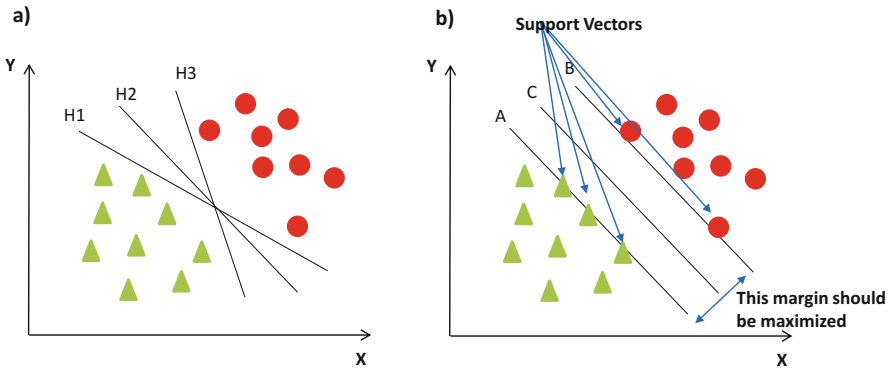 a)
Y
H1
H2
H3
X
b)
Support Vectors
Y
A
C
B
This margin should
be maximized
X